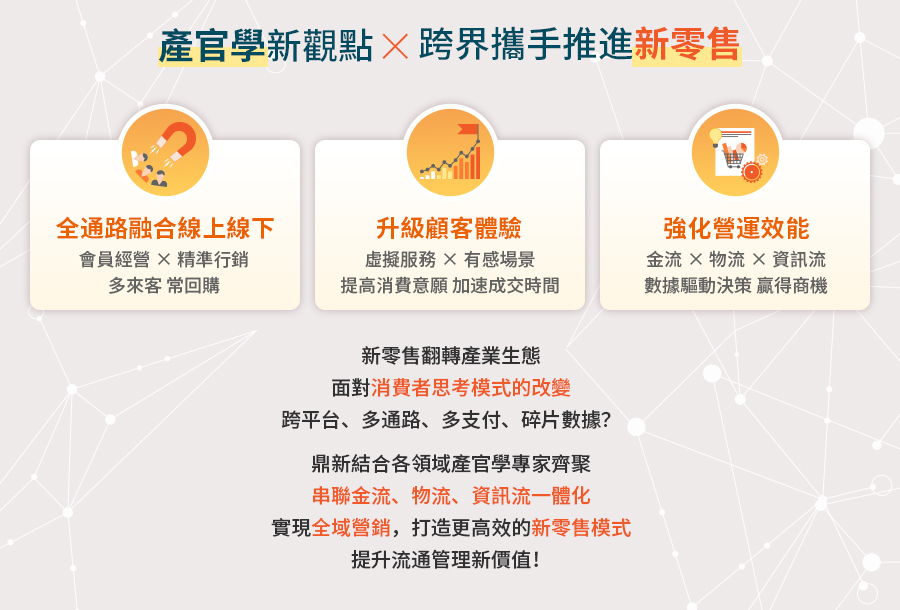 產官學新觀點 × 跨界攜手推進新零售
全通路融合線上線下
會員經營 × 精準行銷
多來客 常回購
升級顧客體驗
虛擬服務 × 有感場景
提高消費意願 加速成交時間
強化營運效能
金流 × 物流 × 資訊流
數據驅動決策 贏得商機
新零售翻轉產業生態
面對消費者思考模式的改變
跨平台、多通路、多支付、碎片數據?
鼎新結合各領域產官學專家齊聚
串聯金流、物流、資訊流一體化
實現全域營銷，打造更高效的新零售模式
提升流通管理新價值!